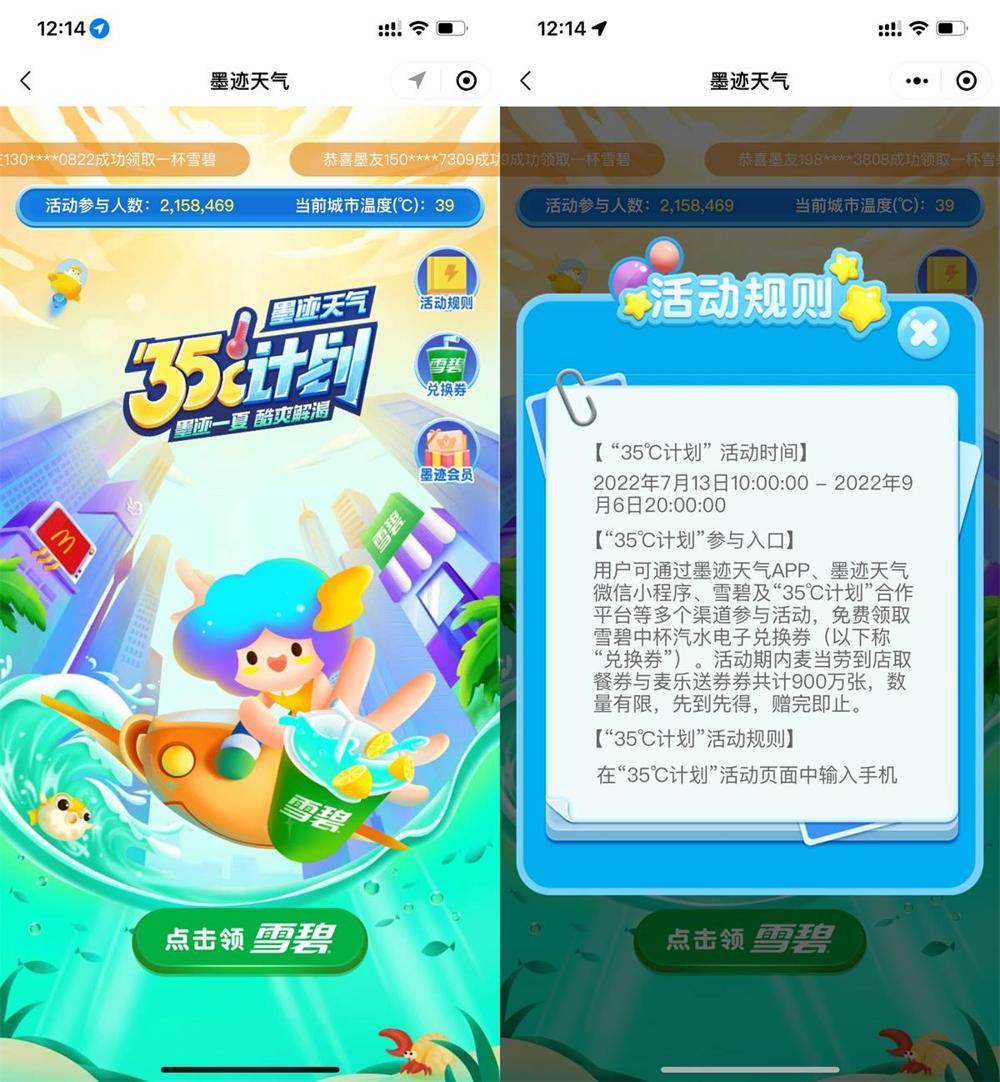 12:14
墨迹天气
130****0822成功领取一杯雪碧
恭喜墨友150****7309成功
活动参与人数：2,158,469
当前城市温度(℃)：39
活动规则
墨迹天气
35℃计划
墨迹一夏 酷爽解渴
雪碧
兑换券
墨迹会员
雪碧
雪碧
点击领 雪碧
12:14
墨迹天气
9成功领取一杯雪碧
恭喜墨友198****3808成功领取一杯雪
活动参与人数：2,158,469
当前城市温度(℃)：39
活动规则
【 “35℃计划” 活动时间】
2022年7月13日10:00:00 – 2022年9
月6日20:00:00
【“35℃计划”参与入口】
用户可通过墨迹天气APP、墨迹天气
微信小程序、雪碧及“35℃计划”合作
平台等多个渠道参与活动，免费领取
雪碧中杯汽水电子兑换券（以下称
“兑换券”）。活动期内麦当劳到店取
餐券与麦乐送券券共计900万张，数
量有限，先到先得，赠完即止。
【“35℃计划”活动规则】
在“35℃计划”活动页面中输入手机
点击领 雪碧